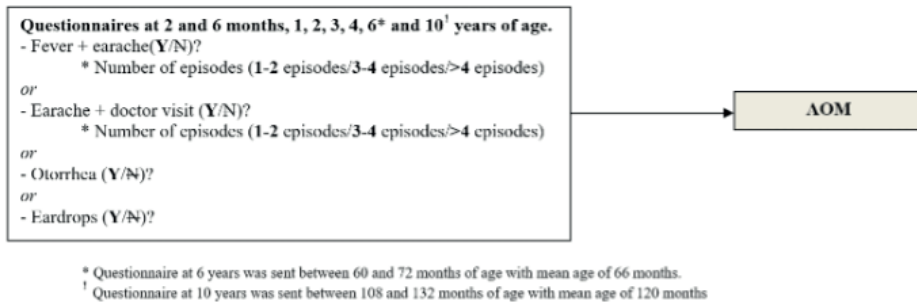 Questionnaires at 2 and 6 months, 1, 2, 3, 4, 6* and 10† years of age.
- Fever + earache(Y/N)?
* Number of episodes (1-2 episodes/3-4 episodes/>4 episodes)
or
- Earache + doctor visit (Y/N)?
* Number of episodes (1-2 episodes/3-4 episodes/>4 episodes)
or
- Otorrhea (Y/N)?
or
- Eardrops (Y/N)?
AOM
* Questionnaire at 6 years was sent between 60 and 72 months of age with mean age of 66 months.
† Questionnaire at 10 years was sent between 108 and 132 months of age with mean age of 120 months